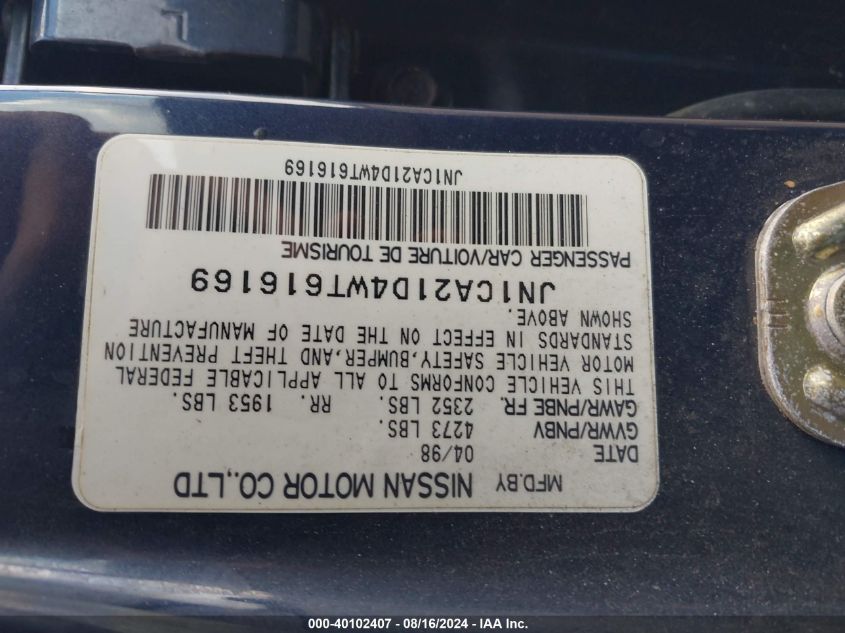 MFD.BY NISSAN MOTOR CO.,LTD
DATE 04/98
GVWR/PNBV 4273 LBS.
GAWR/PNBE FR. 2352 LBS. RR. 1953 LBS.
THIS VEHICLE CONFORMS TO ALL APPLICABLE FEDERAL
MOTOR VEHICLE SAFETY,BUMPER,AND THEFT PREVENTION
STANDARDS IN EFFECT ON THE DATE OF MANUFACTURE
SHOWN ABOVE.
JN1CA21D4WT616169
PASSENGER CAR/VOITURE DE TOURISME
JN1CA21D4WT616169
000-40102407 - 08/16/2024 - IAA Inc.